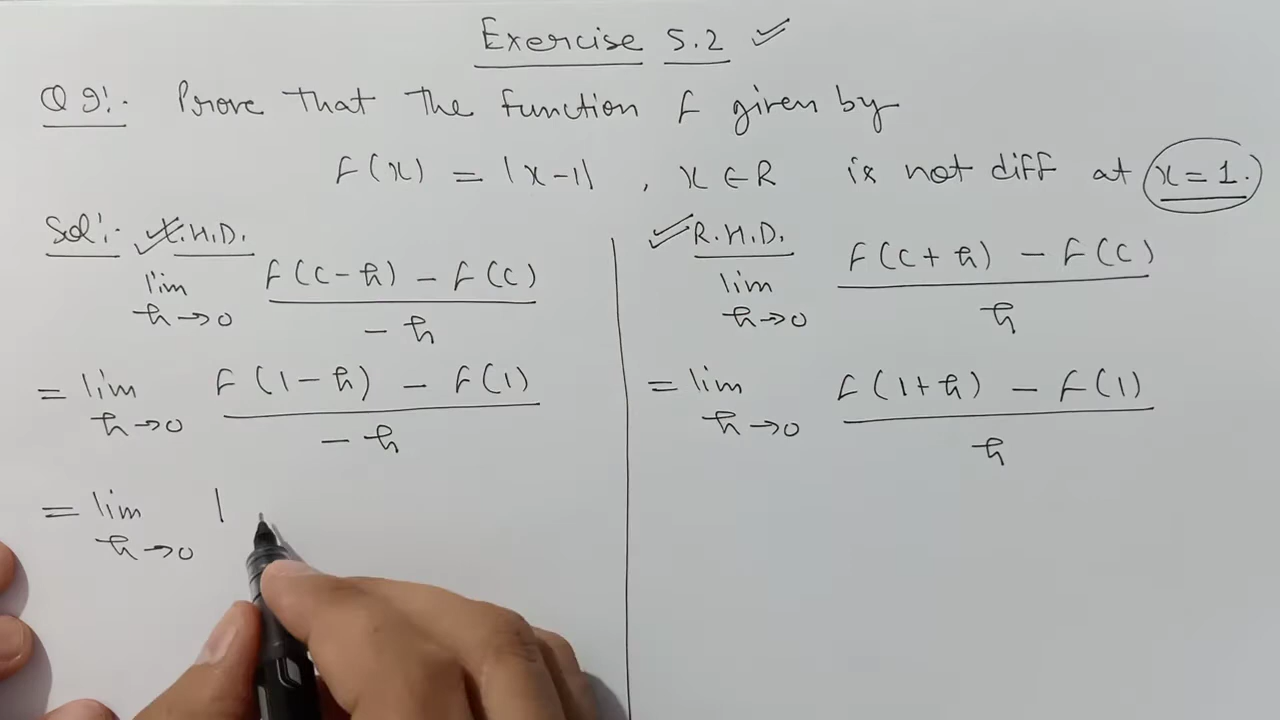 Exercise 5.2 ✓
Q 9:. Prove that the function f given by
f(x) = |x-1| , x ∈ R is not diff at x = 1.
Sol:. ✓ L.H.D.
lim h→0 f(c-h) - f(c) / -h
= lim h→0 f(1-h) - f(1) / -h
= lim h→0 |
✓ R.H.D.
lim h→0 f(c+h) - f(c) / h
= lim h→0 f(1+h) - f(1) / h